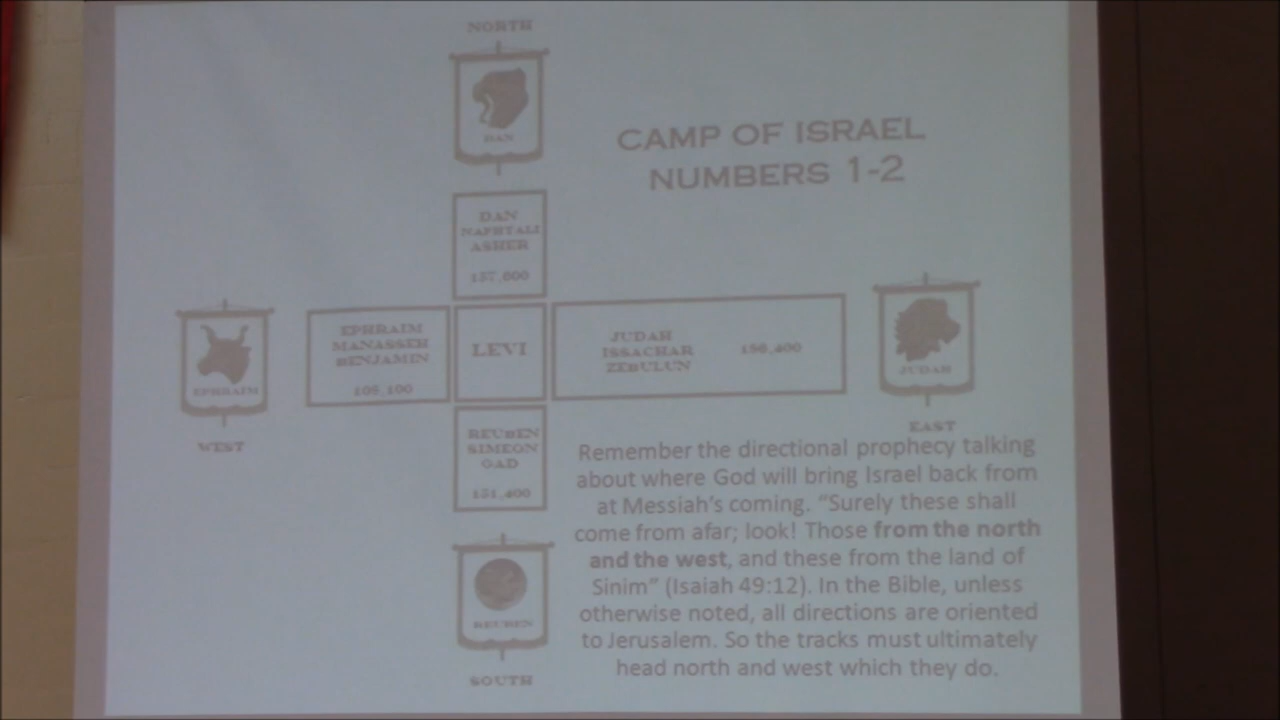 NORTH
DAN
CAMP OF ISRAEL
NUMBERS 1-2
DAN
NAPHTALI
ASHER
157,600
EPHRAIM
WEST
EPHRAIM
MANASSEH
BENJAMIN
108,100
LEVI
JUDAH
ISSACHAR
ZEBULUN
186,400
JUDAH
EAST
REUBEN
SIMEON
GAD
151,400
REUBEN
SOUTH
Remember the directional prophecy talking
about where God will bring Israel back from
at Messiah's coming. "Surely these shall
come from afar; look! Those from the north
and the west, and these from the land of
Sinim" (Isaiah 49:12). In the Bible, unless
otherwise noted, all directions are oriented
to Jerusalem. So the tracks must ultimately
head north and west which they do.